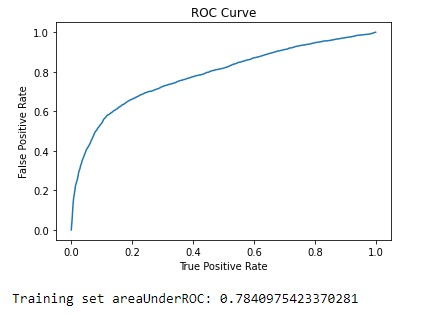 ROC Curve
1.0
0.8
0.6
0.4
0.2
0.0
False Positive Rate
0.0 0.2 0.4 0.6 0.8 1.0
True Positive Rate
Training set areaUnderROC: 0.7840975423370281